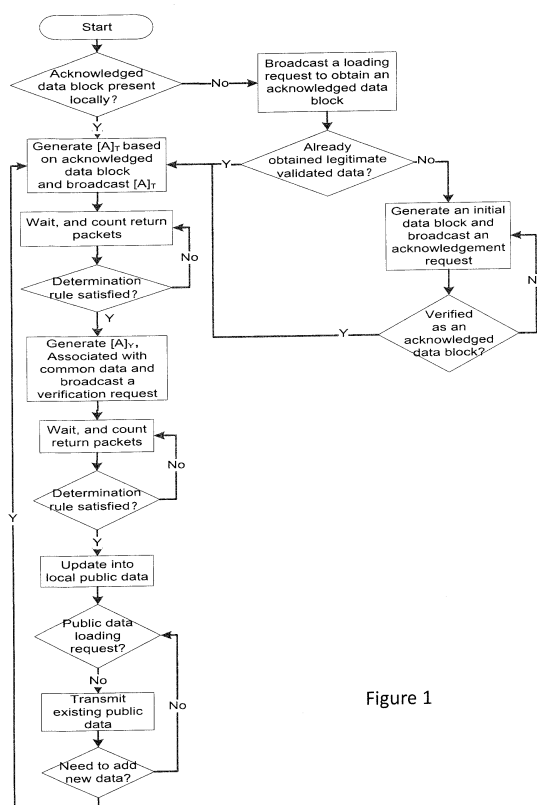 Start
Acknowledged
data block present
locally?
No
Broadcast a loading
request to obtain an
acknowledged data
block
Y
Generate [A]T based
on acknowledged
data block
and broadcast [A]T
Y
Already
obtained legitimate
validated data?
No
Wait, and count return
packets
No
Generate an initial
data block and
broadcast an
acknowledgement
request
Determination
rule satisfied?
N
Y
Verified
as an
acknowledged
data block?
Y
Generate [A]Y,
Associated with
common data and
broadcast a
verification request
Wait, and count
return packets
No
Determination
rule satisfied?
Y
Y
Update into
local public data
Public data
loading
request?
No
Transmit
existing public
data
No
Figure 1
Need to add
new data?